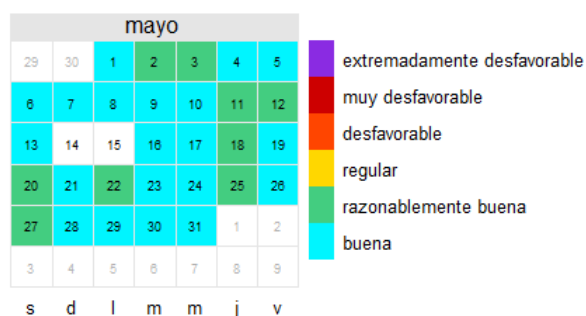 mayo
29 30 1 2 3 4 5
6 7 8 9 10 11 12
13 14 15 16 17 18 19
20 21 22 23 24 25 26
27 28 29 30 31 1 2
3 4 5 6 7 8 9
s d l m m j v
extremadamente desfavorable
muy desfavorable
desfavorable
regular
razonablemente buena
buena